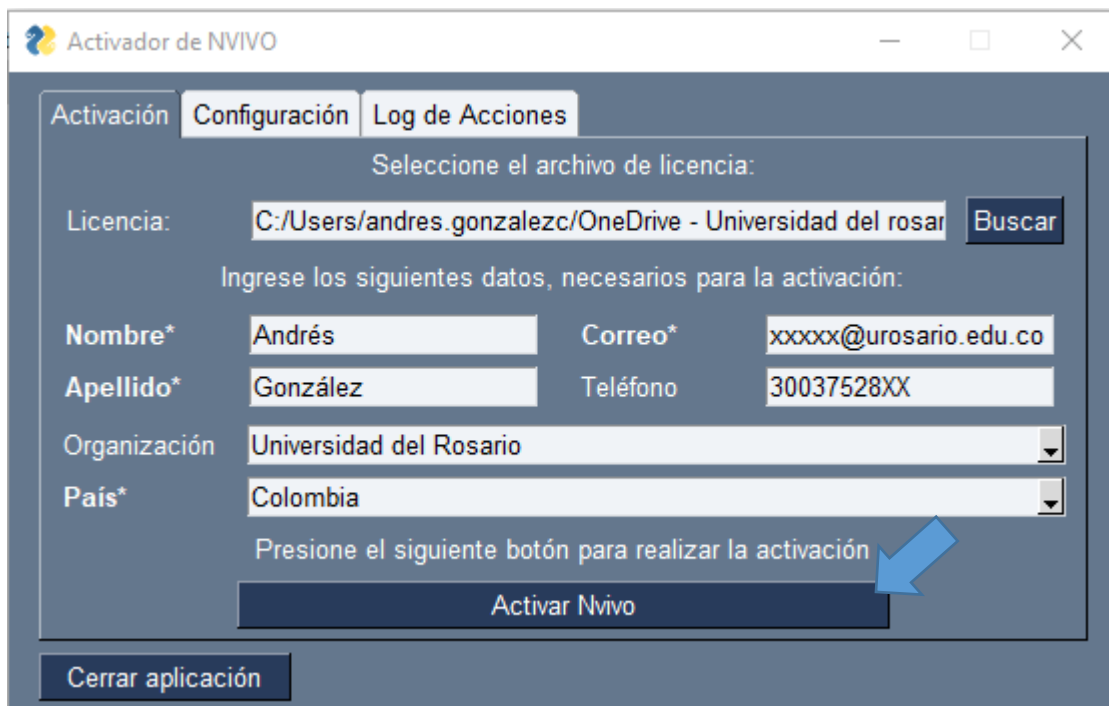 Activador de NVIVO
Activación Configuración Log de Acciones
Seleccione el archivo de licencia:
Licencia: C:/Users/andres.gonzalezc/OneDrive - Universidad del rosar Buscar
Ingrese los siguientes datos, necesarios para la activación:
Nombre* Andrés Correo* xxxxx@urosario.edu.co
Apellido* González Teléfono 30037528XX
Organización Universidad del Rosario
País* Colombia
Presione el siguiente botón para realizar la activación
Activar Nvivo
Cerrar aplicación